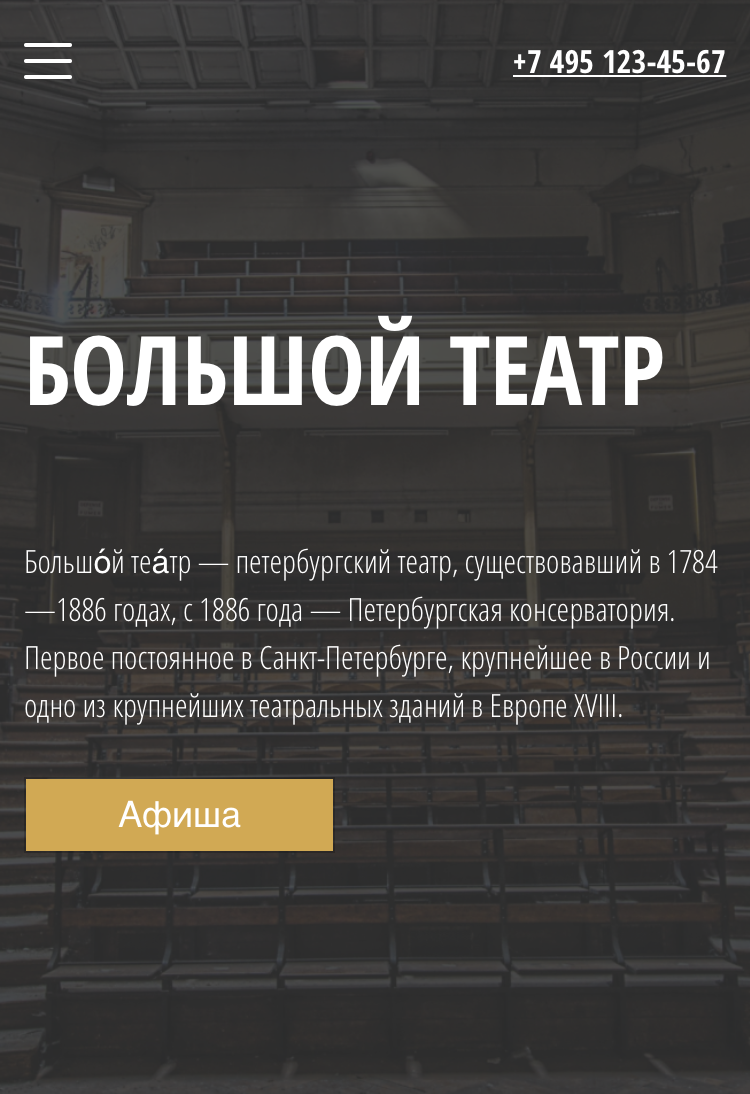 +7 495 123-45-67
БОЛЬШОЙ ТЕАТР
Большо́й теа́тр — петербургский театр, существовавший в 1784
—1886 годах, с 1886 года — Петербургская консерватория.
Первое постоянное в Санкт-Петербурге, крупнейшее в России и
одно из крупнейших театральных зданий в Европе XVIII.
Афиша